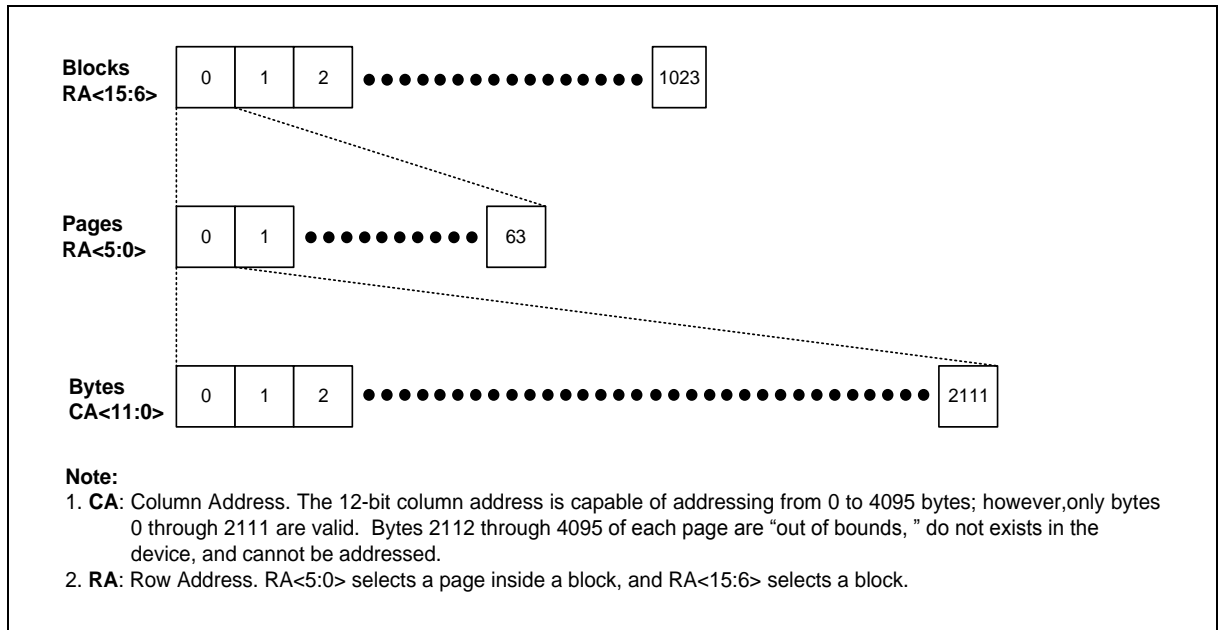 Blocks
RA<15:6>
0 1 2 1023
Pages
RA<5:0>
0 1 63
Bytes
CA<11:0>
0 1 2 2111
Note:
1. CA: Column Address. The 12-bit column address is capable of addressing from 0 to 4095 bytes; however,only bytes
0 through 2111 are valid. Bytes 2112 through 4095 of each page are “out of bounds, ” do not exists in the
device, and cannot be addressed.
2. RA: Row Address. RA<5:0> selects a page inside a block, and RA<15:6> selects a block.